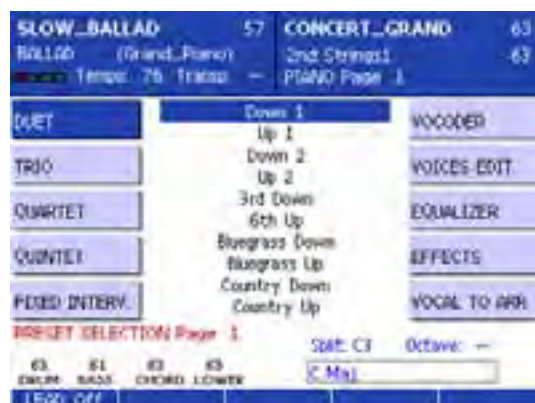 SLOW_BALLAD 57
BALLAD (Grand_Piano)
Tempo: 76 Transp: --
CONCERT_GRAND 63
2nd Strings1 63
PIANO Page 1
DUET
TRIO
QUARTET
QUINTET
FIXED INTERV.
Down 1
Up 1
Down 2
Up 2
3rd Down
6th Up
Bluegrass Down
Bluegrass Up
Country Down
Country Up
VOCODER
VOICES EDIT
EQUALIZER
EFFECTS
VOCAL TO ARR
PRESET SELECTION Page 1
Split: C3 Octave: --
63 61 63 63
DRUM BASS CHORD LOWER
C Maj
LEAD Off